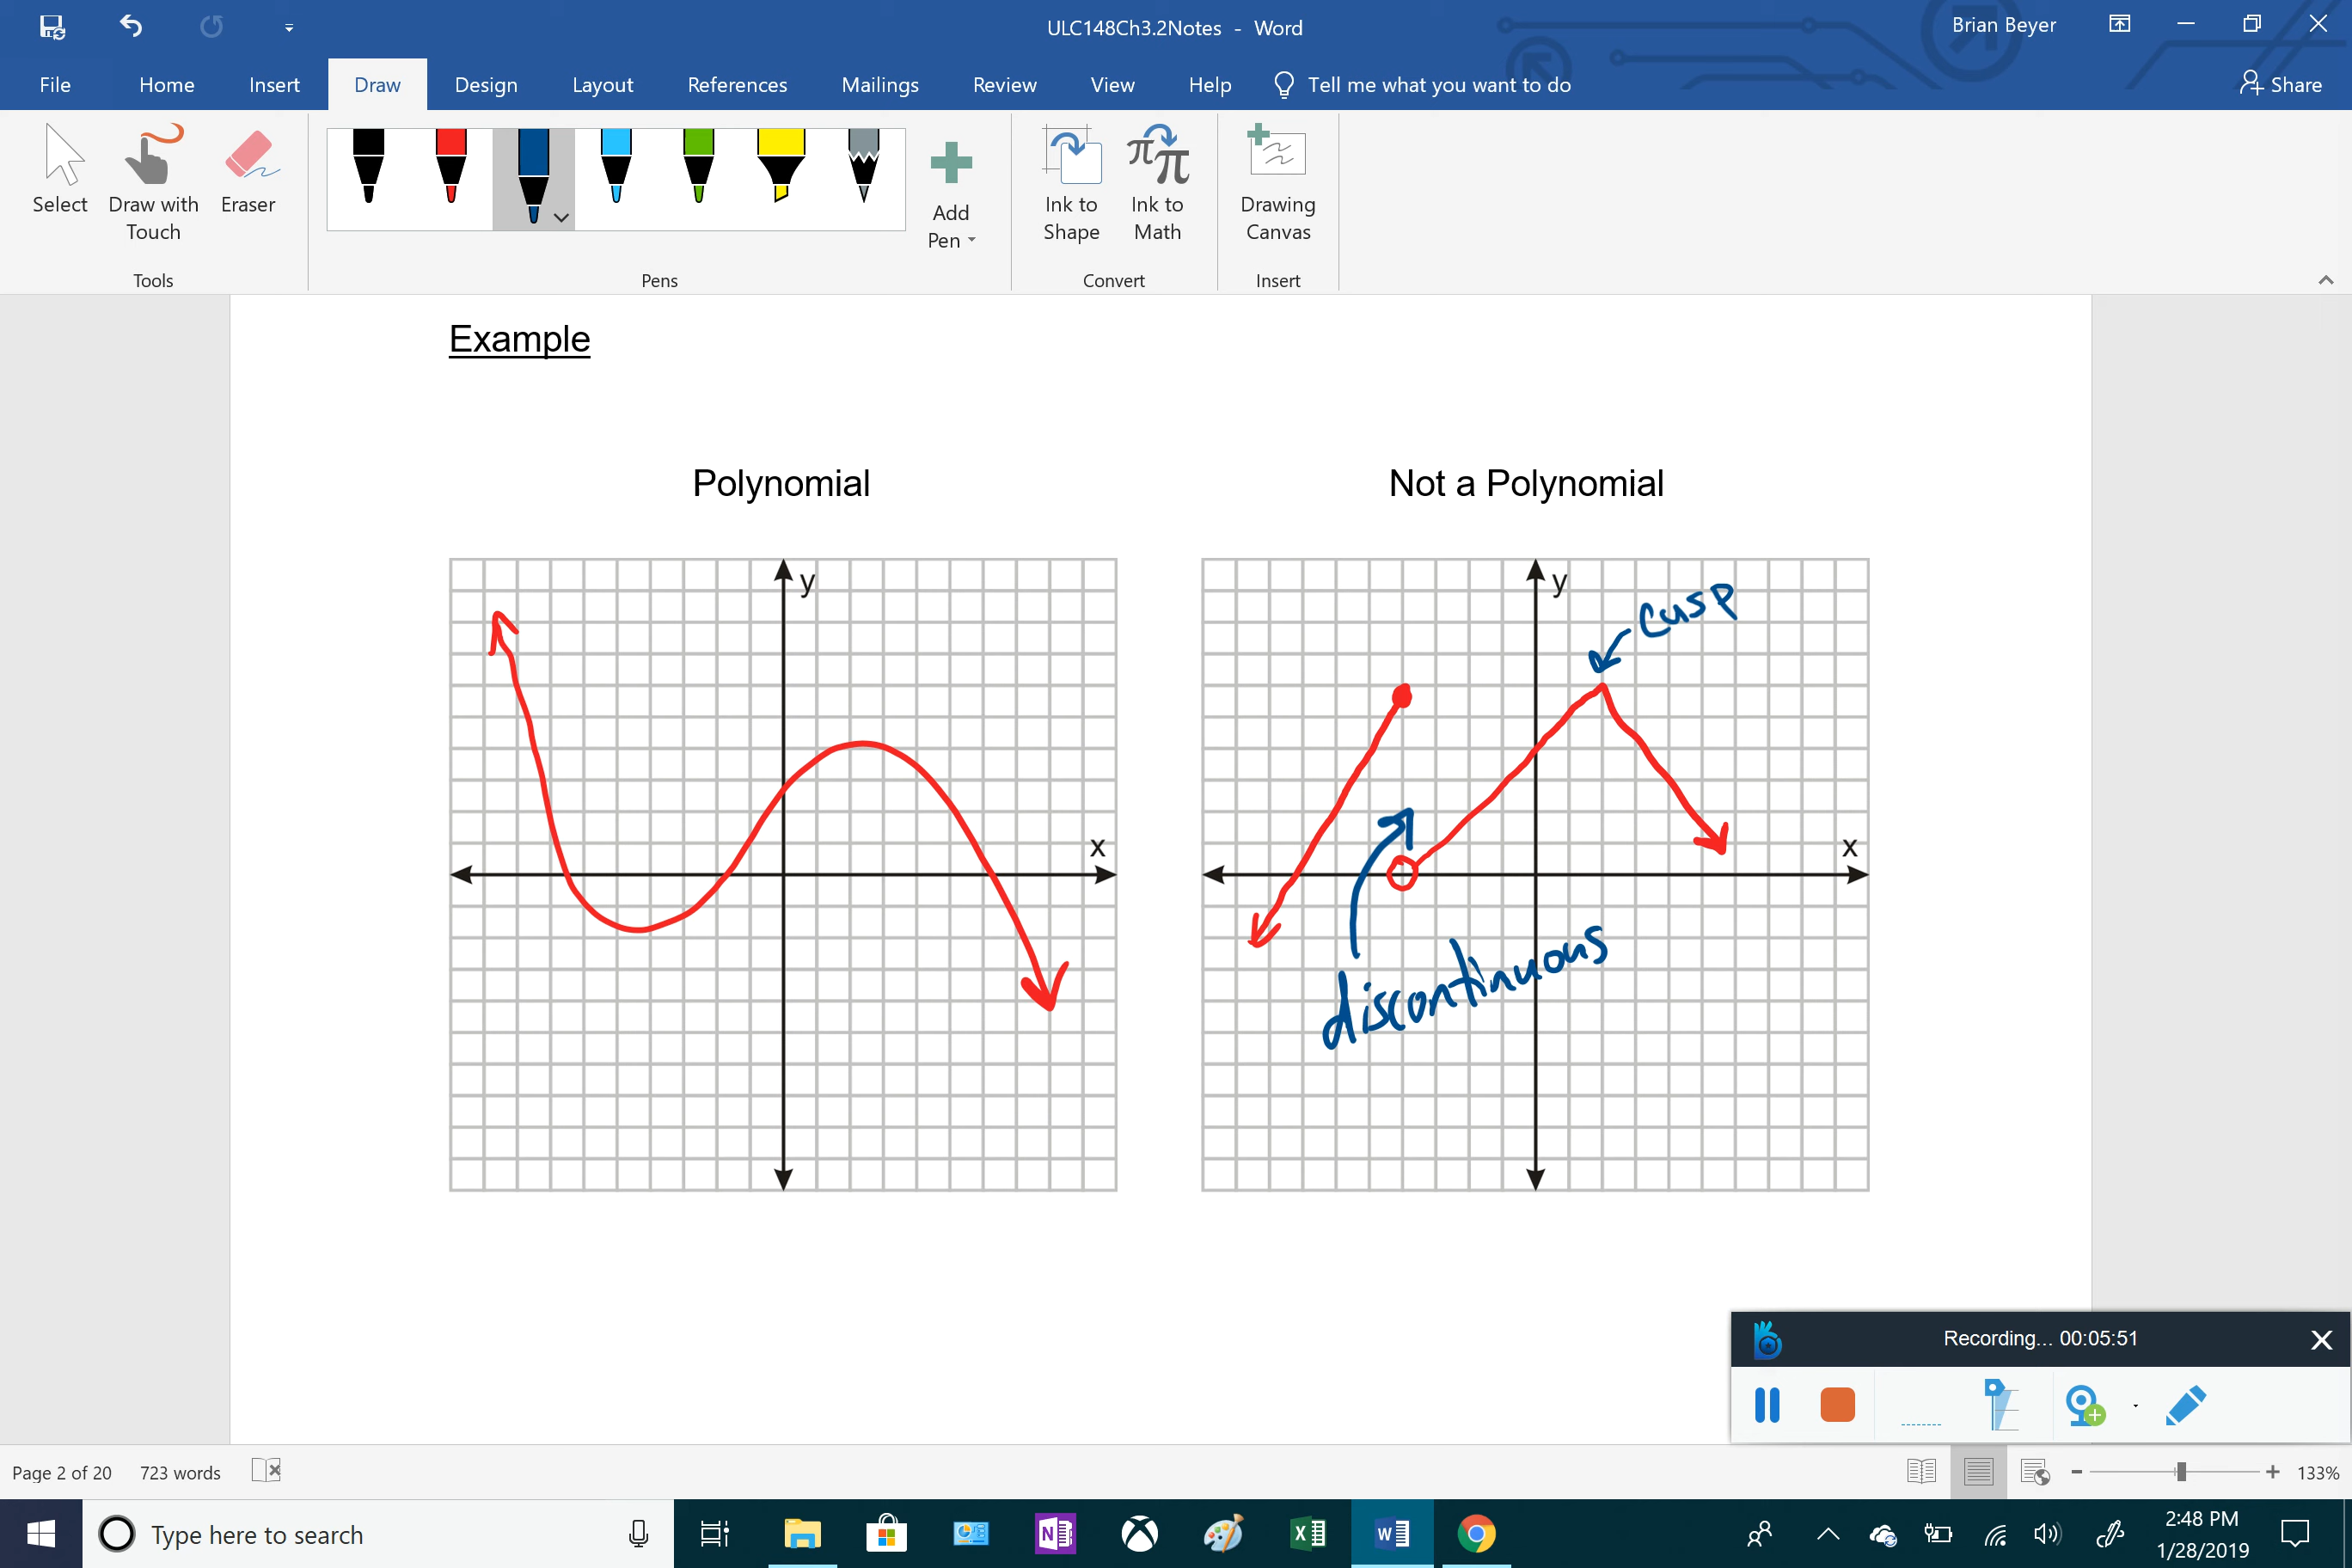 ULC148Ch3.2Notes - Word
Brian Beyer
File Home Insert Draw Design Layout References Mailings Review View Help Tell me what you want to do Share
Select Draw with Touch Eraser
Add Pen
Ink to Shape Ink to Math
Drawing Canvas
Tools Pens Convert Insert
Example
Polynomial
Not a Polynomial
y
x
y
x
cusp
discontinuous
Recording... 00:05:51
Page 2 of 20 723 words
133%
Type here to search
2:48 PM
1/28/2019